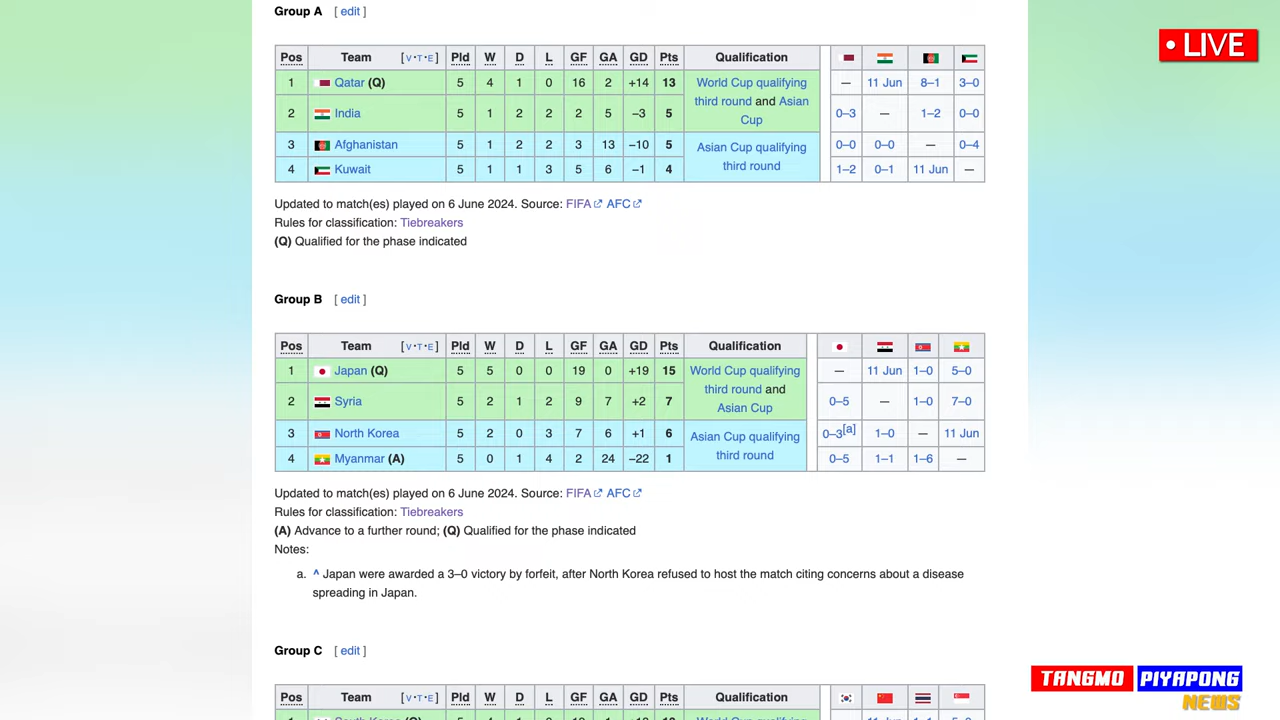 Group A [ edit ]
Pos Team [V·T·E] Pld W D L GF GA GD Pts Qualification
1 Qatar (Q) 5 4 1 0 16 2 +14 13 World Cup qualifying third round and Asian Cup — 11 Jun 8–1 3–0
2 India 5 1 2 2 2 5 −3 5 0–3 — 1–2 0–0
3 Afghanistan 5 1 2 2 3 13 −10 5 Asian Cup qualifying third round 0–0 0–0 — 0–4
4 Kuwait 5 1 1 3 5 6 −1 4 1–2 0–1 11 Jun —
Updated to match(es) played on 6 June 2024. Source: FIFA AFC
Rules for classification: Tiebreakers
(Q) Qualified for the phase indicated
Group B [ edit ]
Pos Team [V·T·E] Pld W D L GF GA GD Pts Qualification
1 Japan (Q) 5 5 0 0 19 0 +19 15 World Cup qualifying third round and Asian Cup — 11 Jun 1–0 5–0
2 Syria 5 2 1 2 9 7 +2 7 0–5 — 1–0 7–0
3 North Korea 5 2 0 3 7 6 +1 6 Asian Cup qualifying third round 0–3[a] 1–0 — 11 Jun
4 Myanmar (A) 5 0 1 4 2 24 −22 1 0–5 1–1 1–6 —
Updated to match(es) played on 6 June 2024. Source: FIFA AFC
Rules for classification: Tiebreakers
(A) Advance to a further round; (Q) Qualified for the phase indicated
Notes:
a. ^ Japan were awarded a 3–0 victory by forfeit, after North Korea refused to host the match citing concerns about a disease
spreading in Japan.
Group C [ edit ]
Pos Team [V·T·E] Pld W D L GF GA GD Pts Qualification
• LIVE
TANGMO PIYAPONG
NEWS